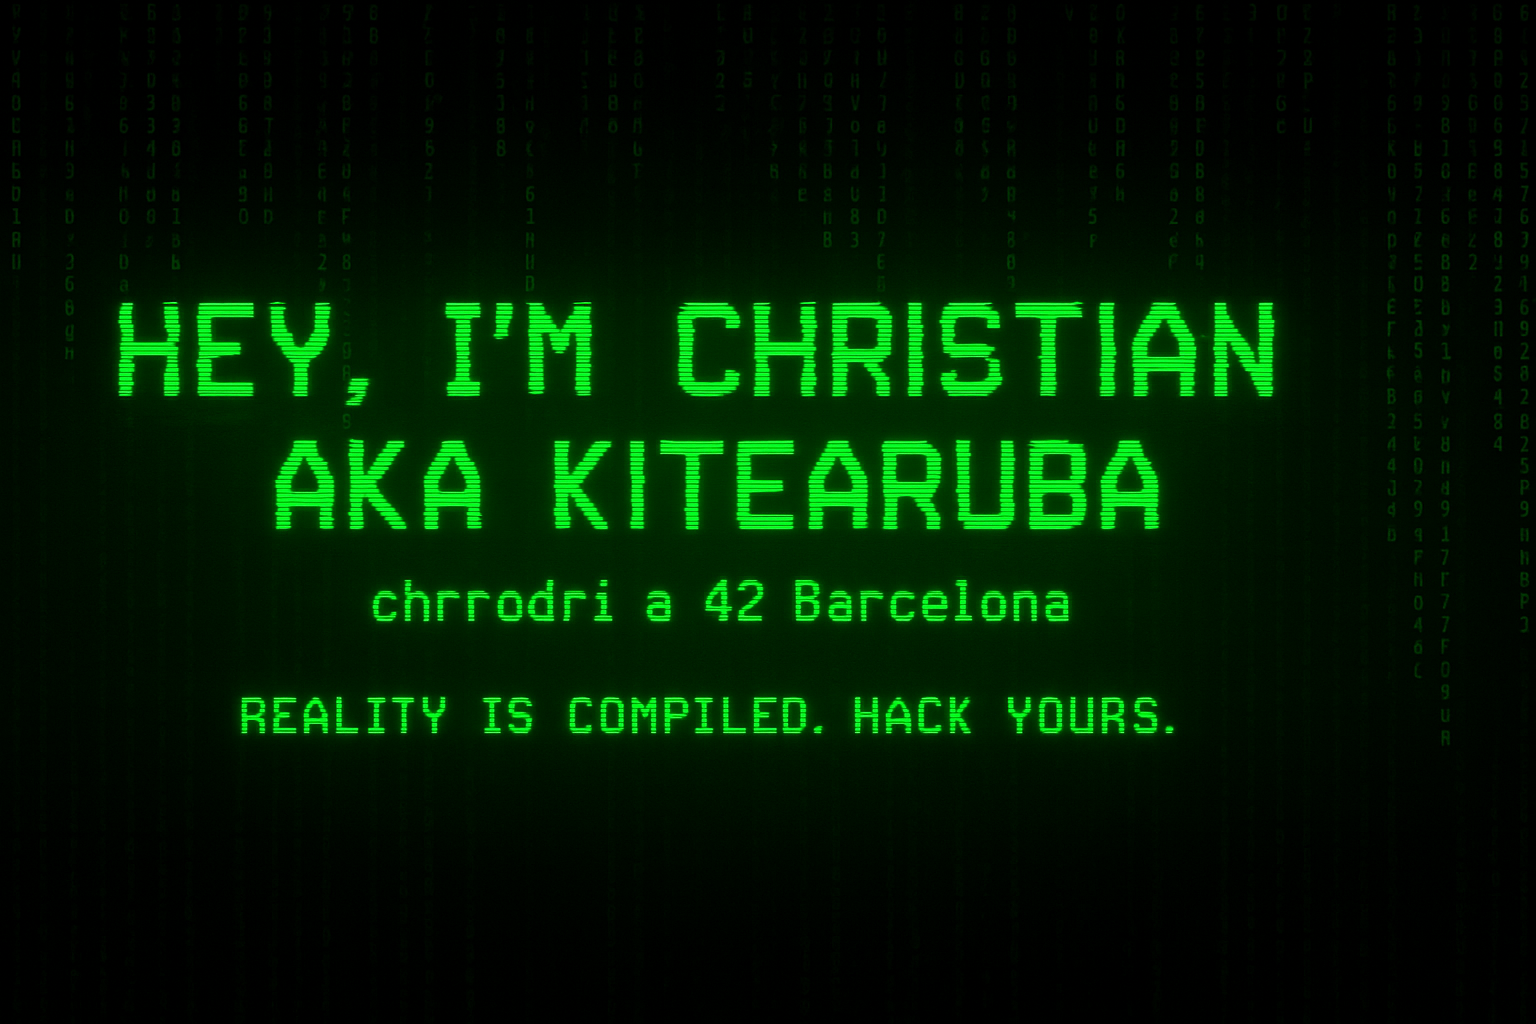 HEY, I'M CHRISTIAN
AKA KITEARUBA
chrrodri a 42 Barcelona
REALITY IS COMPILED. HACK YOURS.